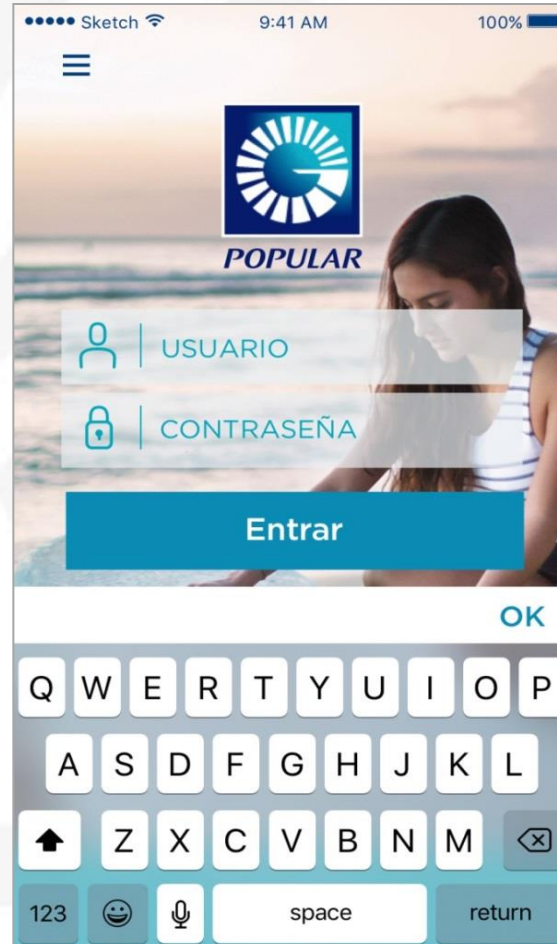 Sketch 9:41 AM 100%
POPULAR
USUARIO
CONTRASEÑA
Entrar
OK
Q W E R T Y U I O P
A S D F G H J K L
Z X C V B N M
123 space return